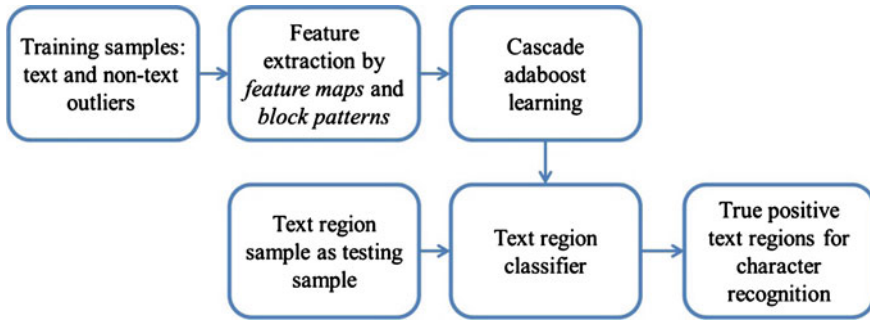 Training samples:
text and non-text
outliers
Feature
extraction by
feature maps and
block patterns
Cascade
adaboost
learning
Text region
sample as testing
sample
Text region
classifier
True positive
text regions for
character
recognition